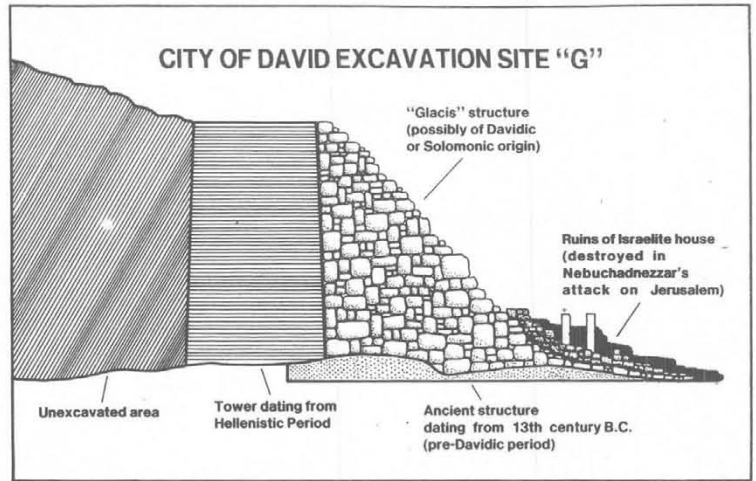 CITY OF DAVID EXCAVATION SITE “G”
“Glacis” structure
(possibly of Davidic
or Solomonic origin)
Ruins of Israelite house
(destroyed in
Nebuchadnezzar's
attack on Jerusalem)
Unexcavated area
Tower dating from
Hellenistic Period
Ancient structure
dating from 13th century B.C.
(pre-Davidic period)